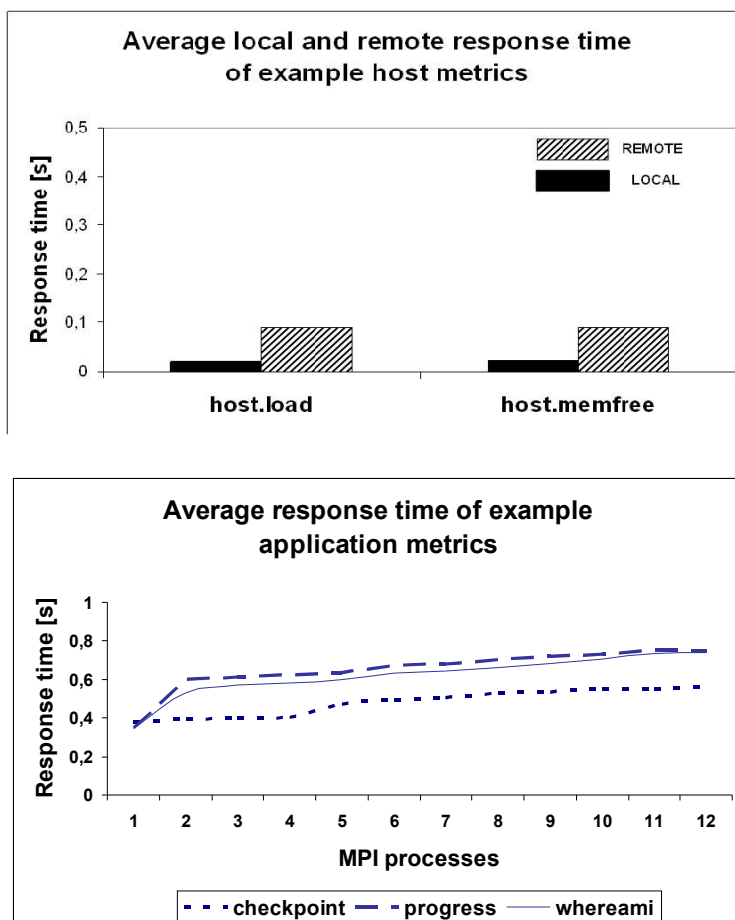 Average local and remote response time
of example host metrics
Response time [s]
0,5
0,4
0,3
0,2
0,1
0
REMOTE
LOCAL
host.load
host.memfree
Average response time of example
application metrics
Response time [s]
1
0,8
0,6
0,4
0,2
0
1 2 3 4 5 6 7 8 9 10 11 12
MPI processes
checkpoint progress whereami